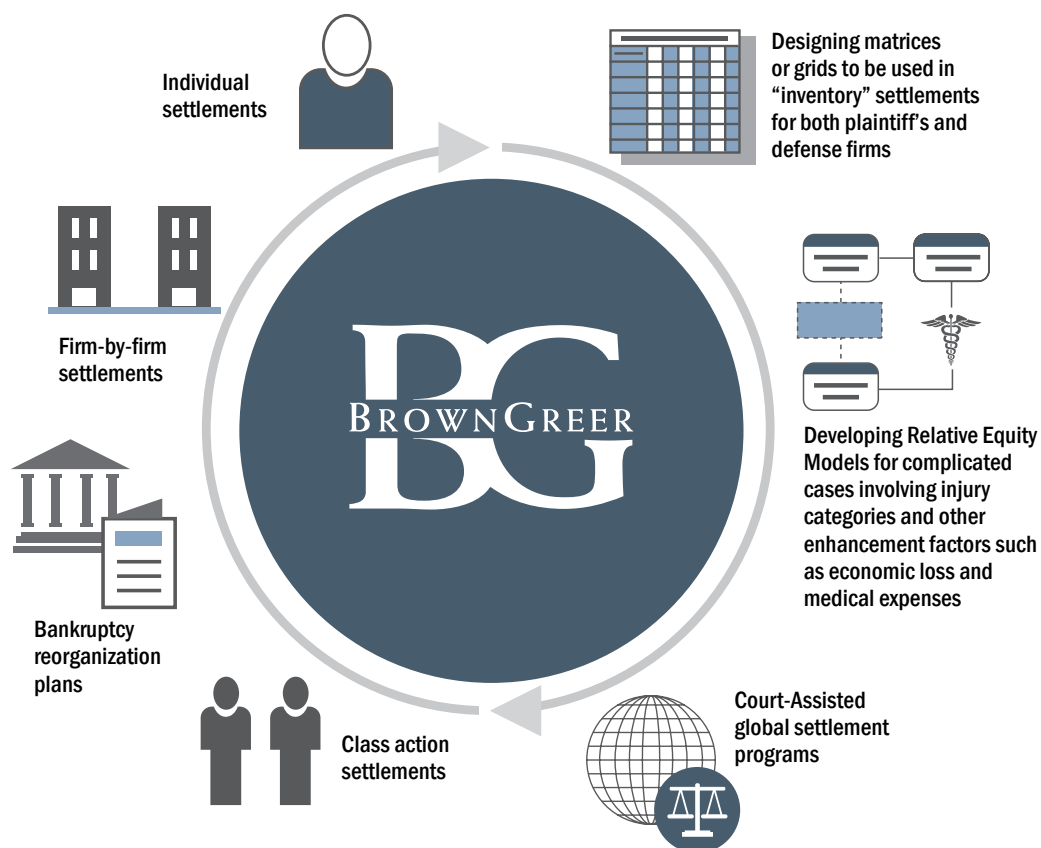 Individual
settlements
Designing matrices
or grids to be used in
“inventory” settlements
for both plaintiff’s and
defense firms
Firm-by-firm
settlements
BG
BROWNGREER
Developing Relative Equity
Models for complicated
cases involving injury
categories and other
enhancement factors such
as economic loss and
medical expenses
Bankruptcy
reorganization
plans
Class action
settlements
Court-Assisted
global settlement
programs